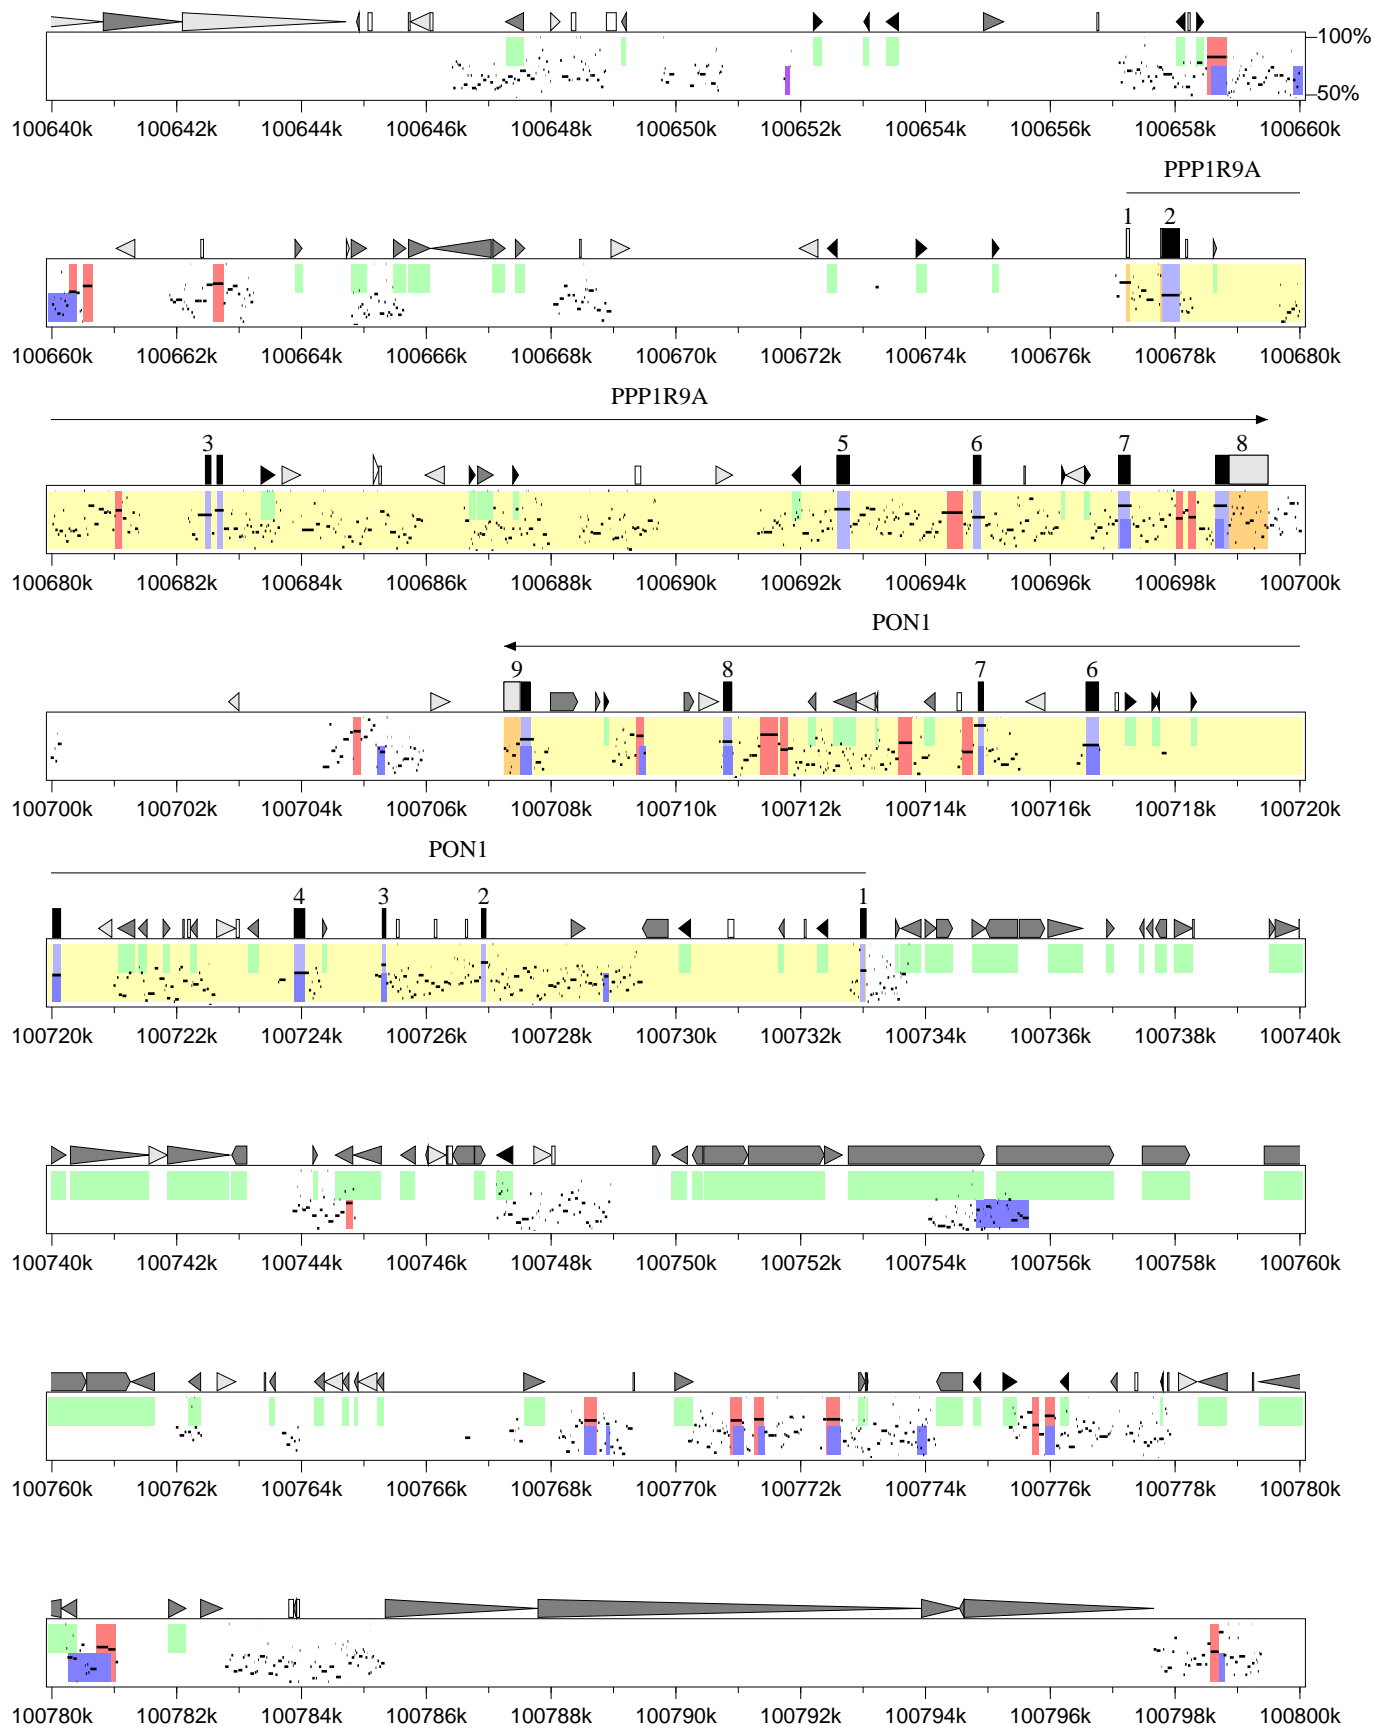 100%
50%
100640k 100642k 100644k 100646k 100648k 100650k 100652k 100654k 100656k 100658k 100660k
PPP1R9A
1 2
100660k 100662k 100664k 100666k 100668k 100670k 100672k 100674k 100676k 100678k 100680k
PPP1R9A
3 5 6 7 8
100680k 100682k 100684k 100686k 100688k 100690k 100692k 100694k 100696k 100698k 100700k
PON1
9 8 7 6
100700k 100702k 100704k 100706k 100708k 100710k 100712k 100714k 100716k 100718k 100720k
PON1
4 3 2 1
100720k 100722k 100724k 100726k 100728k 100730k 100732k 100734k 100736k 100738k 100740k
100740k 100742k 100744k 100746k 100748k 100750k 100752k 100754k 100756k 100758k 100760k
100760k 100762k 100764k 100766k 100768k 100770k 100772k 100774k 100776k 100778k 100780k
100780k 100782k 100784k 100786k 100788k 100790k 100792k 100794k 100796k 100798k 100800k